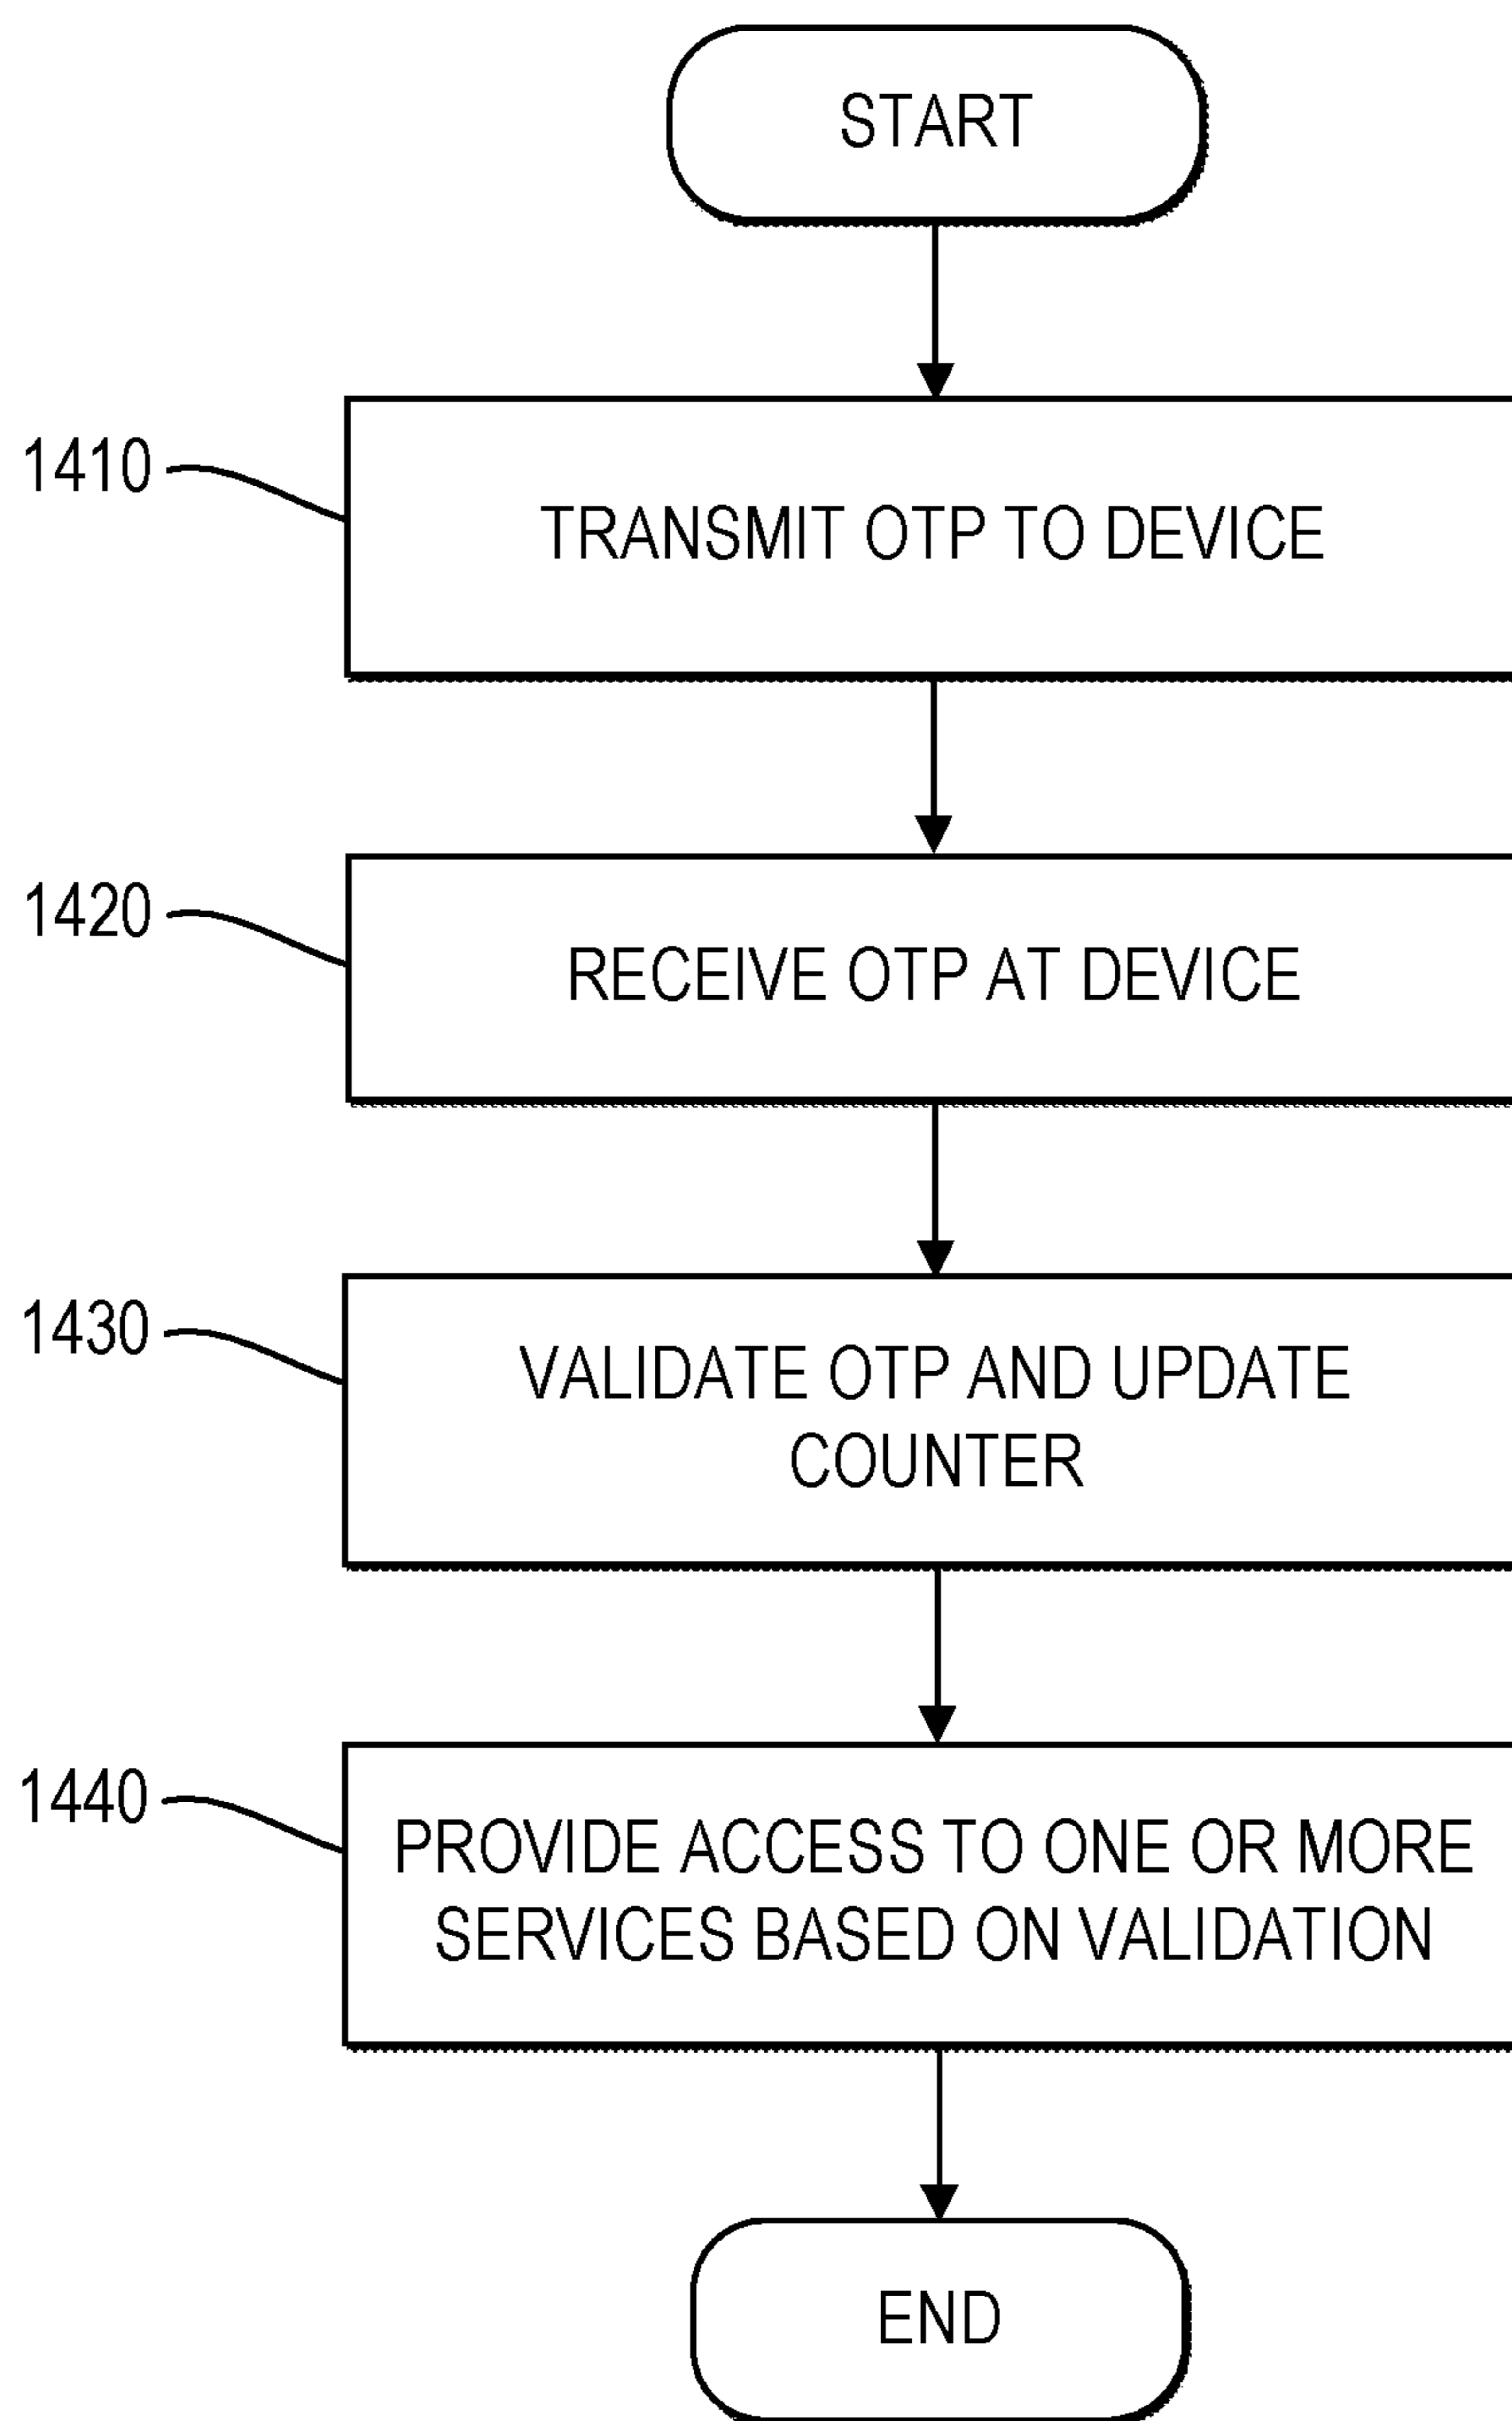 START
1410
TRANSMIT OTP TO DEVICE
1420
RECEIVE OTP AT DEVICE
1430
VALIDATE OTP AND UPDATE
COUNTER
1440
PROVIDE ACCESS TO ONE OR MORE
SERVICES BASED ON VALIDATION
END